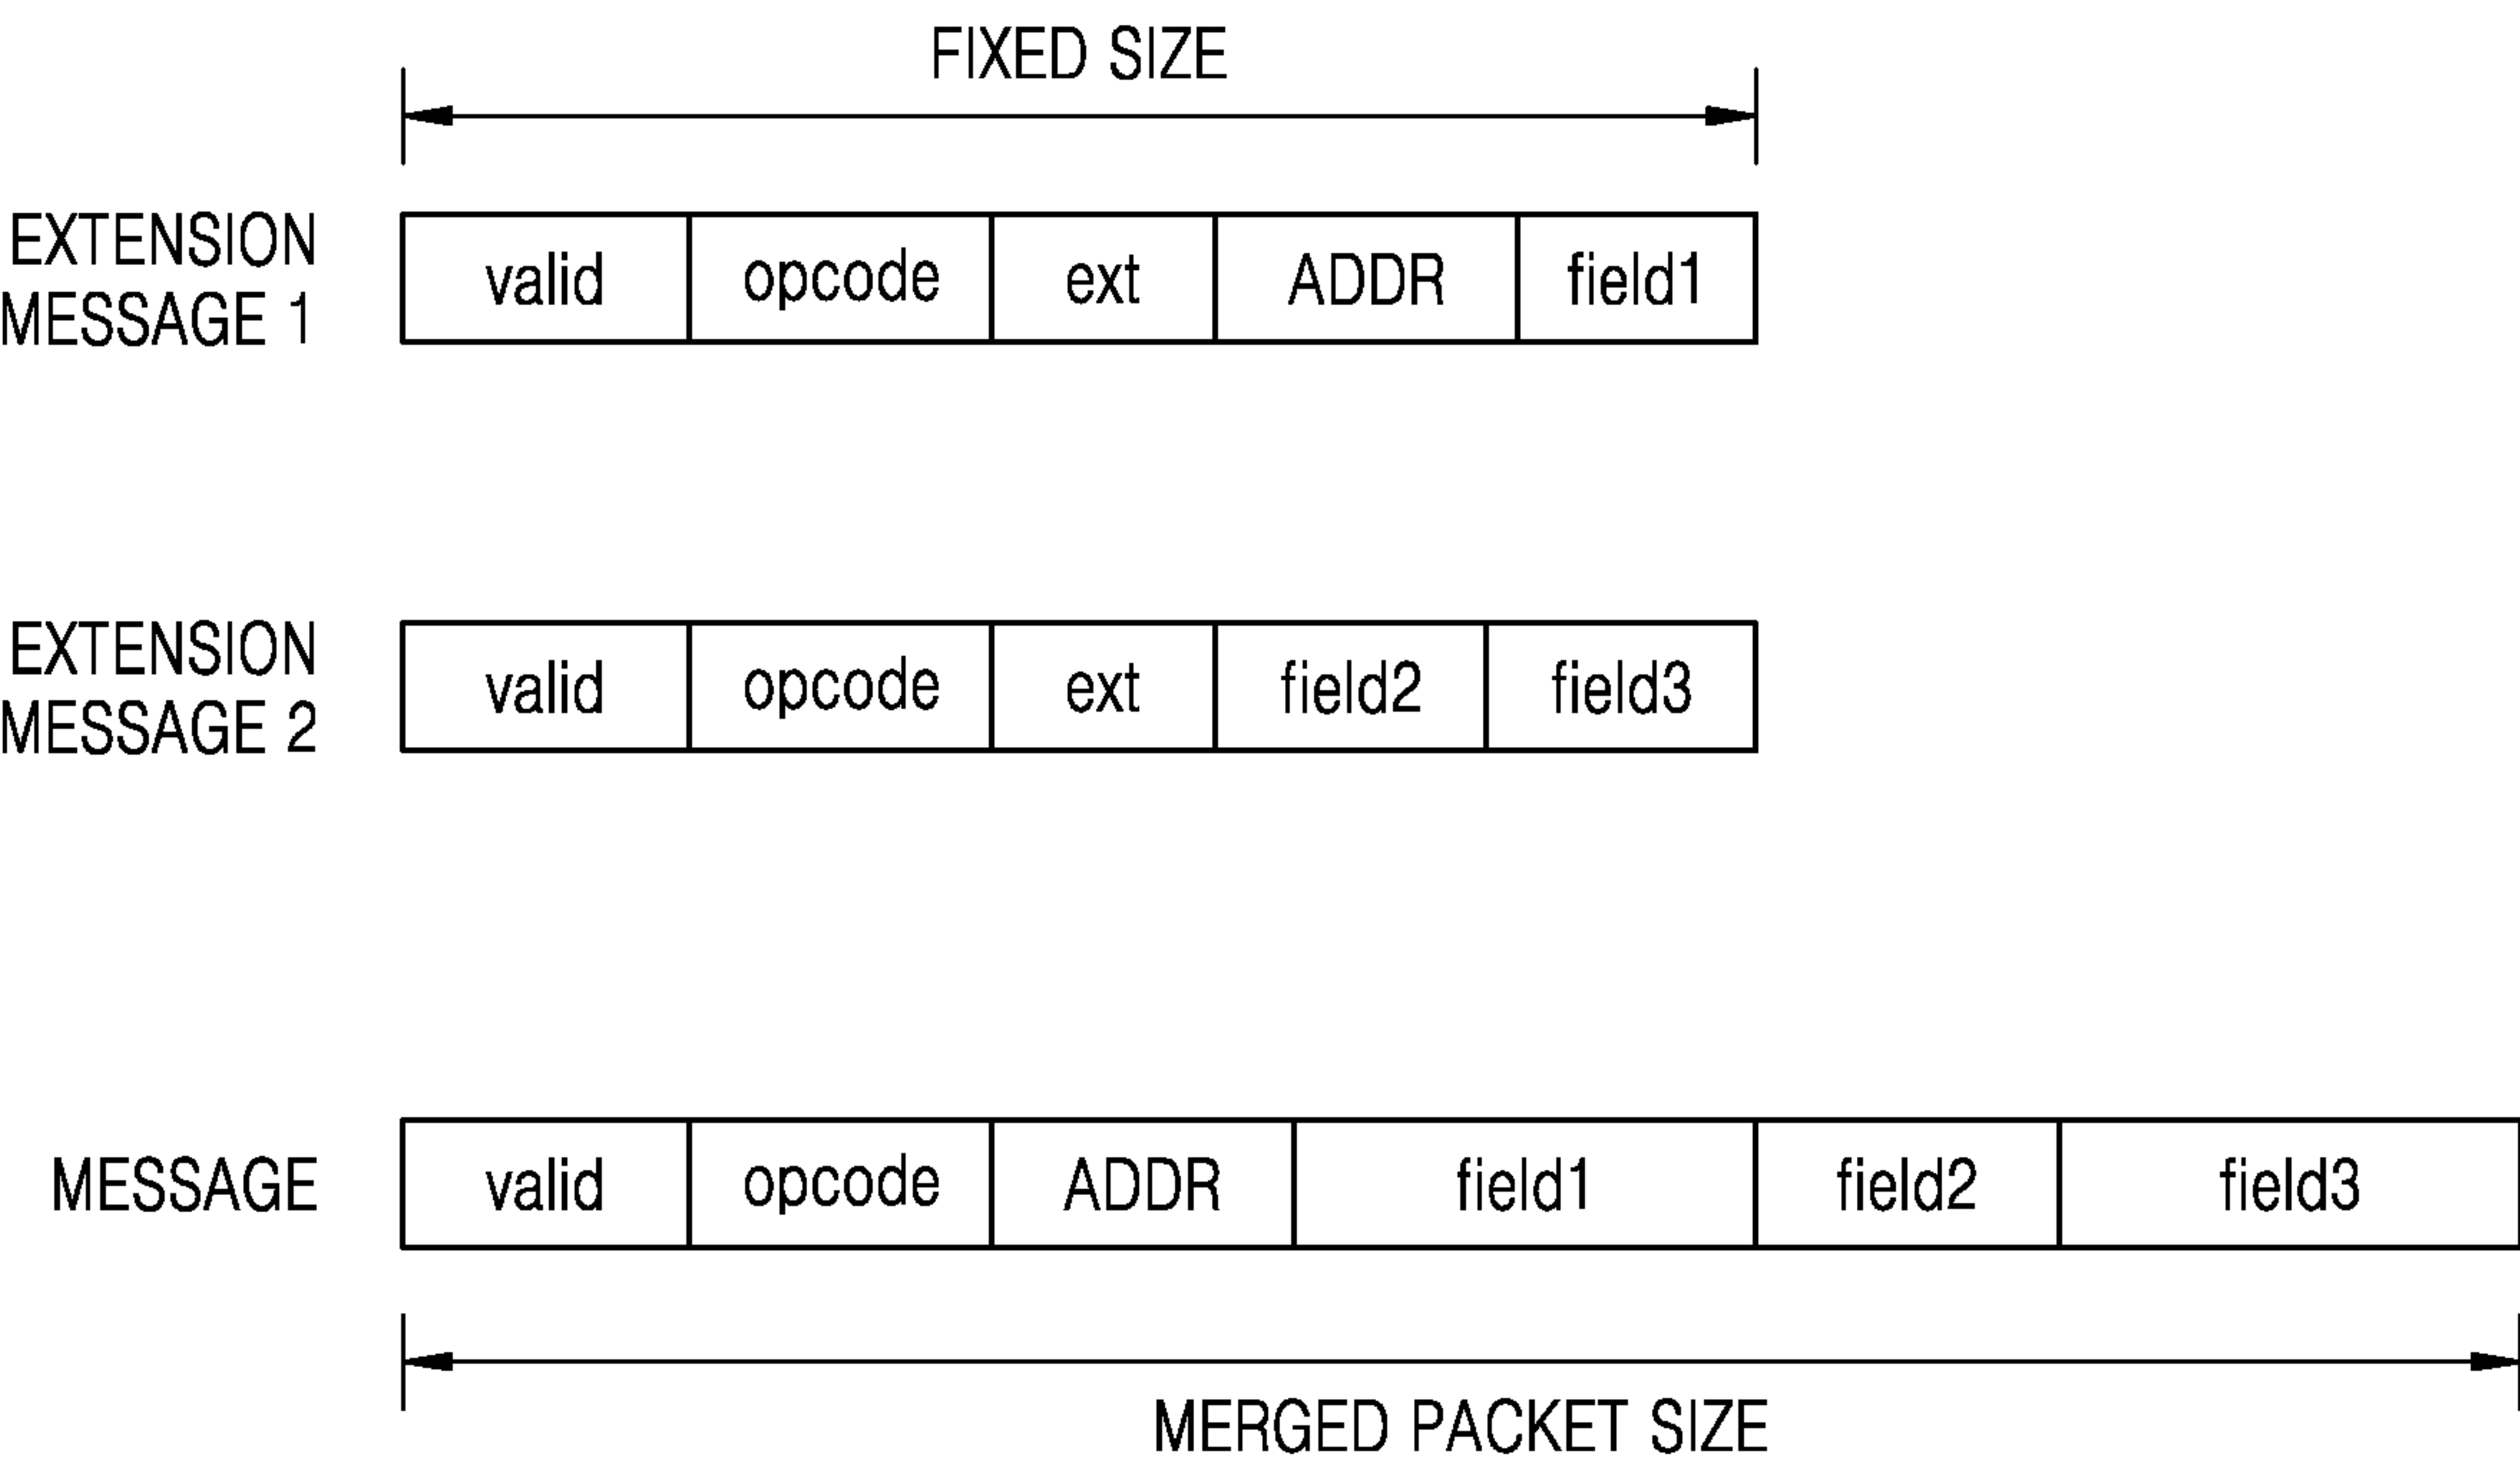 FIXED SIZE
EXTENSION
MESSAGE 1
valid opcode ext ADDR field1
EXTENSION
MESSAGE 2
valid opcode ext field2 field3
MESSAGE
valid opcode ADDR field1 field2 field3
MERGED PACKET SIZE